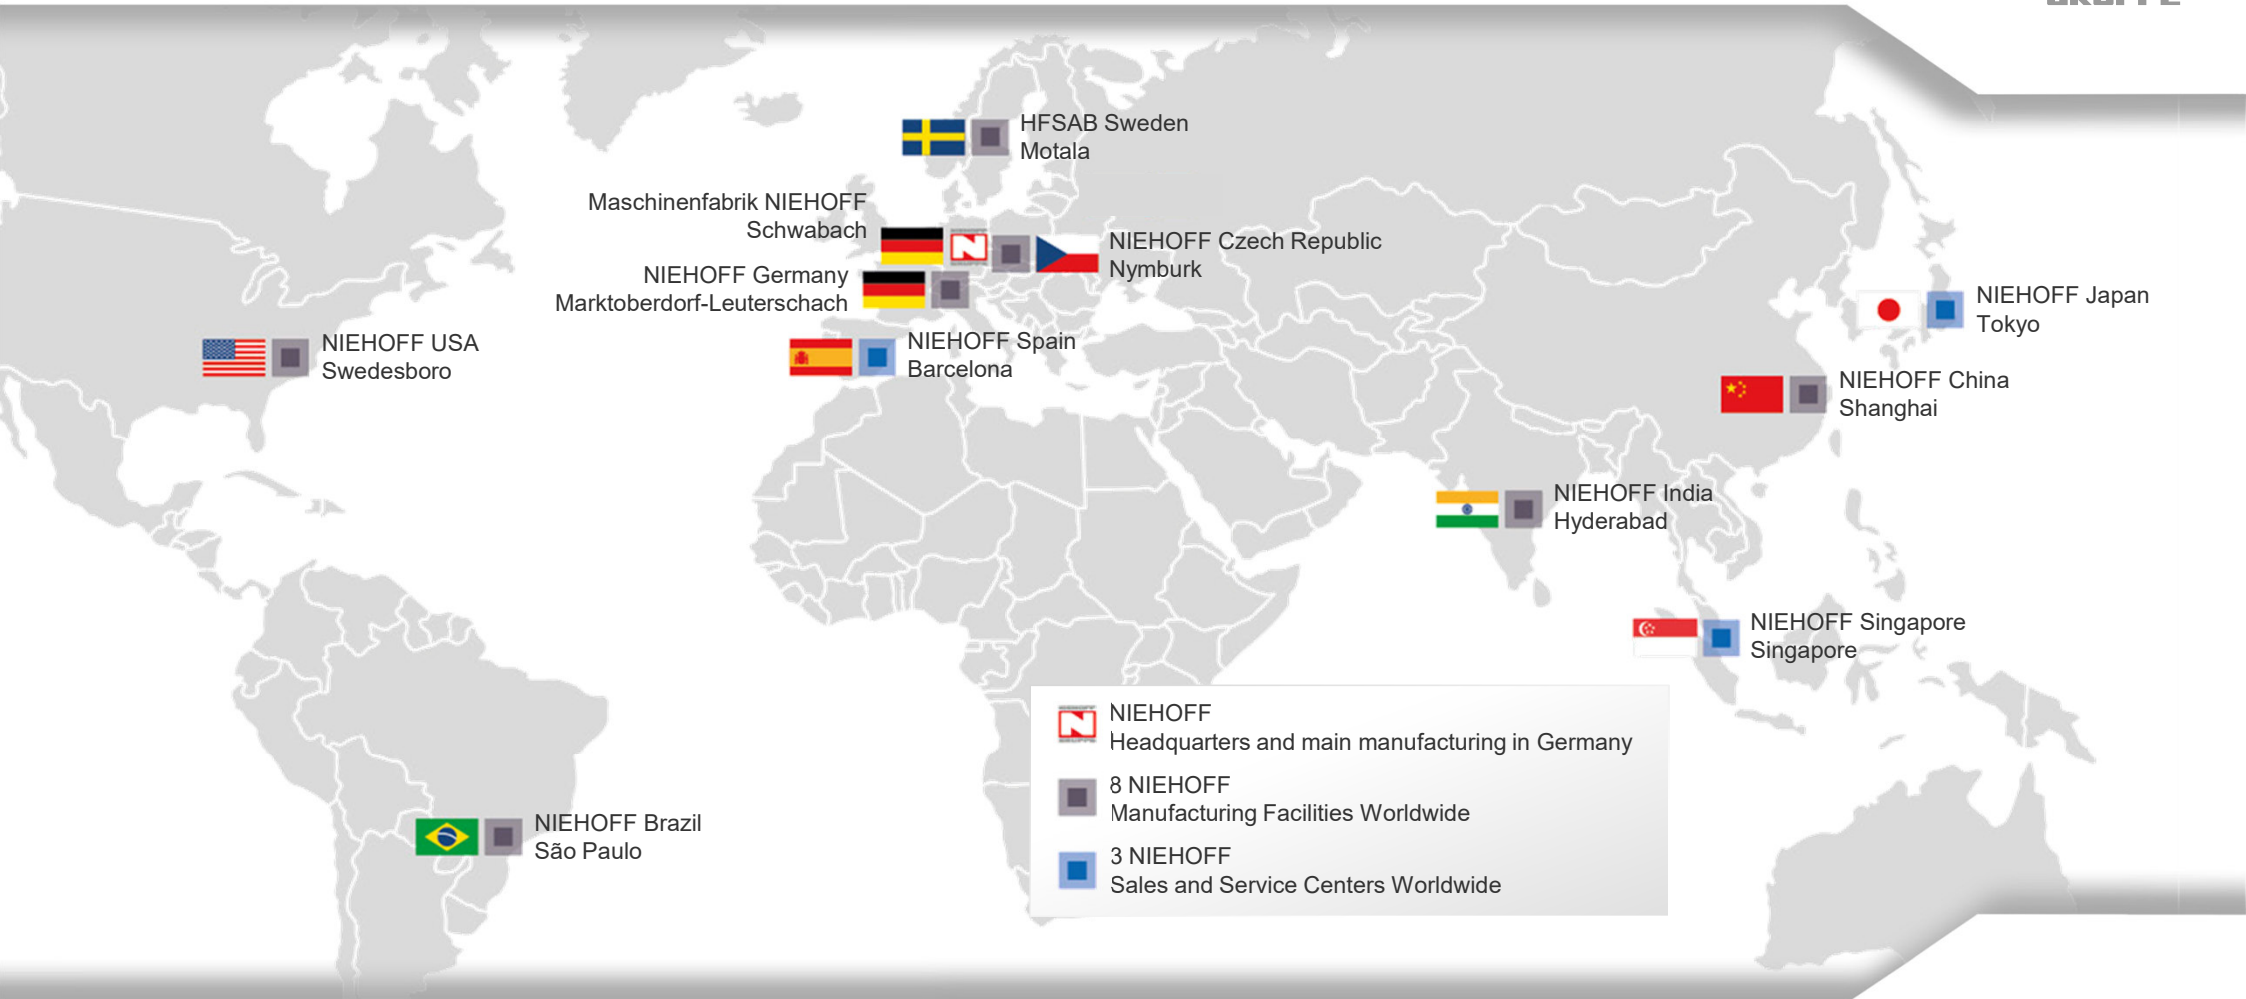 HFSAB Sweden
Motala
Maschinenfabrik NIEHOFF
Schwabach
NIEHOFF Czech Republic
Nymburk
NIEHOFF Germany
Marktoberdorf-Leuterschach
NIEHOFF Japan
Tokyo
NIEHOFF USA
Swedesboro
NIEHOFF Spain
Barcelona
NIEHOFF China
Shanghai
NIEHOFF India
Hyderabad
NIEHOFF Singapore
Singapore
NIEHOFF
Headquarters and main manufacturing in Germany
8 NIEHOFF
Manufacturing Facilities Worldwide
3 NIEHOFF
Sales and Service Centers Worldwide
NIEHOFF Brazil
São Paulo